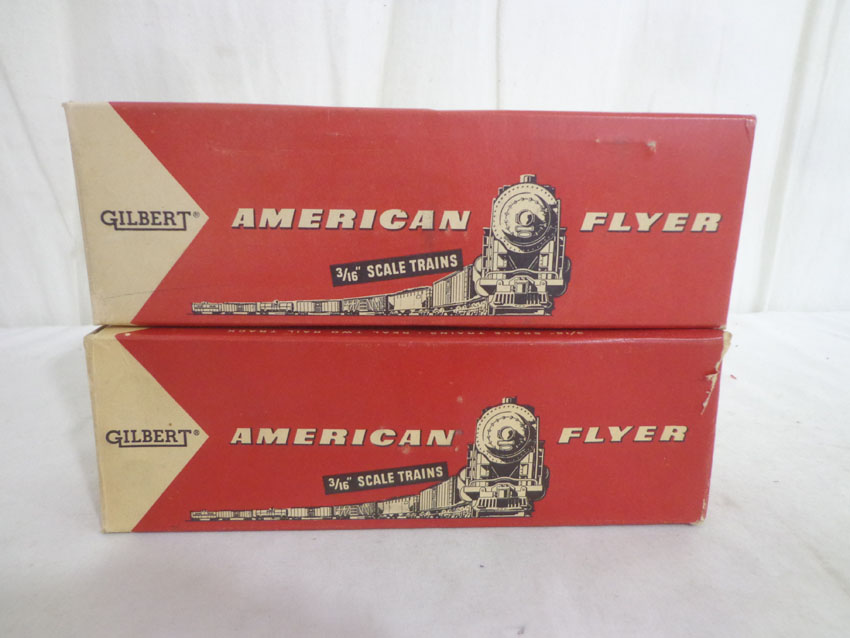 GILBERT® AMERICAN FLYER
3/16" SCALE TRAINS
GILBERT® AMERICAN FLYER
3/16" SCALE TRAINS